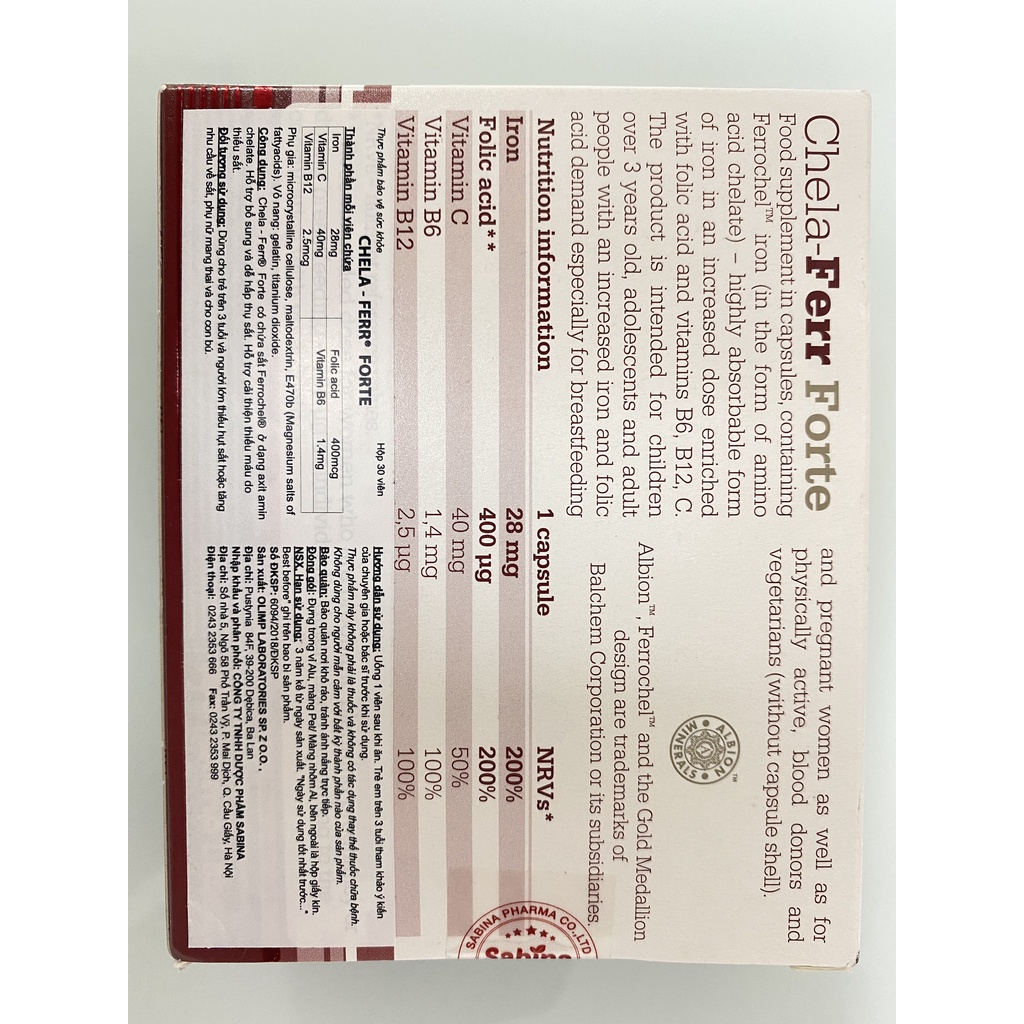 Chela-Ferr Forte
Food supplement in capsules, containing
Ferrochel™ iron (in the form of amino
acid chelate) – highly absorbable form
of iron in an increased dose enriched
with folic acid and vitamins B6, B12, C.
The product is intended for children
over 3 years old, adolescents and adult
people with an increased iron and folic
acid demand especially for breastfeeding
and pregnant women as well as for
physically active, blood donors and
vegetarians (without capsule shell).
ALBION™
MINERALS
Albion™, Ferrochel™ and the Gold Medallion
design are trademarks of
Balchem Corporation or its subsidiaries.
Nutrition information 1 capsule NRVs*
Iron 28 mg 200%
Folic acid** 400 µg 200%
Vitamin C 40 mg 50%
Vitamin B6 1,4 mg 100%
Vitamin B12 2,5 µg 100%
SABINA PHARMA CO.,LTD
Sabina
Thực phẩm bảo vệ sức khỏe
CHELA - FERR® FORTE
Hộp 30 viên
Thành phần mỗi viên chứa
Iron 28mg Folic acid 400mcg
Vitamin C 40mg Vitamin B6 1.4mg
Vitamin B12 2.5mcg
Phụ gia: microcrystalline cellulose, maltodextrin, E470b (Magnesium salts of
fattyacids). Vỏ nang: gelatin, titanium dioxide.
Công dụng: Chela - Ferr® Forte có chứa sắt Ferrochel® ở dạng axit amin
chelate. Hỗ trợ bổ sung và dễ hấp thụ sắt. Hỗ trợ cải thiện thiếu máu do
thiếu sắt.
Đối tượng sử dụng: Dùng cho trẻ trên 3 tuổi và người lớn thiếu hụt sắt hoặc tăng
nhu cầu về sắt, phụ nữ mang thai và cho con bú.
Hướng dẫn sử dụng: Uống 1 viên sau khi ăn. Trẻ em trên 3 tuổi tham khảo ý kiến
của chuyên gia hoặc bác sĩ trước khi sử dụng.
Thực phẩm này không phải là thuốc và không có tác dụng thay thế thuốc chữa bệnh.
Không dùng cho người mẫn cảm với bất kỳ thành phần nào của sản phẩm.
Bảo quản: Bảo quản nơi khô ráo, tránh ánh nắng trực tiếp.
Đóng gói: Đựng trong vỉ Alu, màng Pet/ Màng nhôm Al, bên ngoài là hộp giấy kín.
NSX, Hạn sử dụng: 3 năm kể từ ngày sản xuất. "Ngày sử dụng tốt nhất trước..."
Best before" ghi trên bao bì sản phẩm.
Số ĐKSP: 6094/2018/ĐKSP
Sản xuất: OLIMP LABORATORIES SP. Z O.O.,
Địa chỉ: Pustynia 84F, 39-200 Dębica, Ba Lan
Nhập khẩu và phân phối: CÔNG TY TNHH DƯỢC PHẨM SABINA
Địa chỉ: Số nhà 5, Ngõ 58 Phố Trần Vỹ, P. Mai Dịch, Q. Cầu Giấy, Hà Nội
Điện thoại: 0243 2353 666 Fax: 0243 2353 999